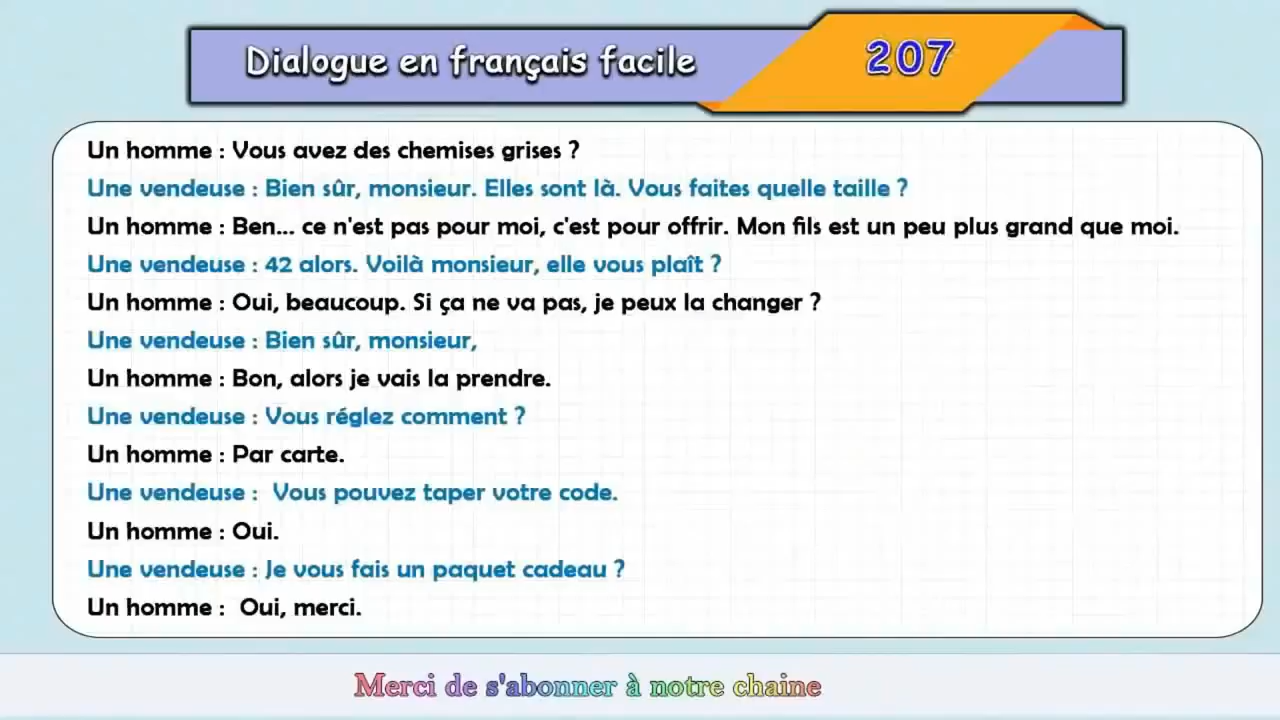 Dialogue en français facile
207
Un homme : Vous avez des chemises grises ?
Une vendeuse : Bien sûr, monsieur. Elles sont là. Vous faites quelle taille ?
Un homme : Ben... ce n'est pas pour moi, c'est pour offrir. Mon fils est un peu plus grand que moi.
Une vendeuse : 42 alors. Voilà monsieur, elle vous plaît ?
Un homme : Oui, beaucoup. Si ça ne va pas, je peux la changer ?
Une vendeuse : Bien sûr, monsieur,
Un homme : Bon, alors je vais la prendre.
Une vendeuse : Vous réglez comment ?
Un homme : Par carte.
Une vendeuse :  Vous pouvez taper votre code.
Un homme : Oui.
Une vendeuse : Je vous fais un paquet cadeau ?
Un homme :  Oui, merci.
Merci de s'abonner à notre chaine